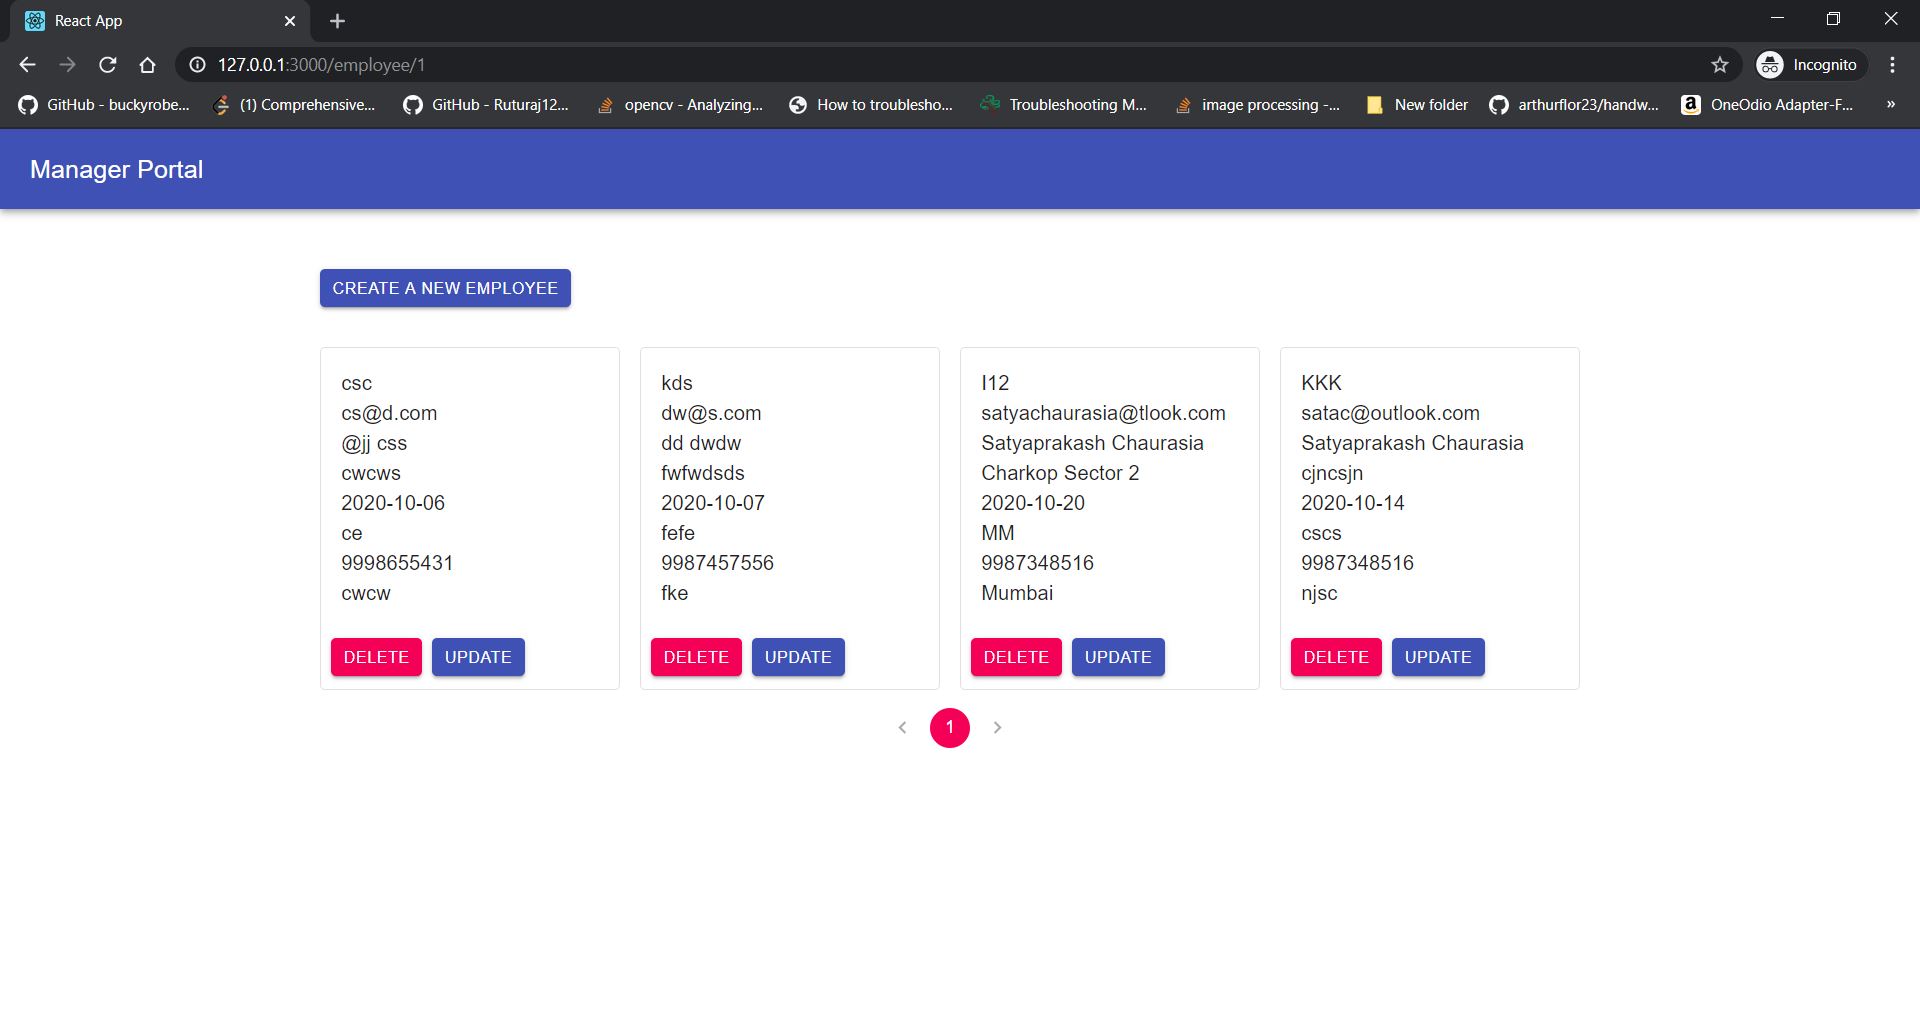 React App
127.0.0.1:3000/employee/1
Incognito
GitHub - buckyrobe...
(1) Comprehensive...
GitHub - Ruturaj12...
opencv - Analyzing...
How to troublesho...
Troubleshooting M...
image processing -...
New folder
arthurflor23/handw...
OneOdio Adapter-F...
»
Manager Portal
CREATE A NEW EMPLOYEE
csc
cs@d.com
@jj css
cwcws
2020-10-06
ce
9998655431
cwcw
DELETE UPDATE
kds
dw@s.com
dd dwdw
fwfwdsds
2020-10-07
fefe
9987457556
fke
DELETE UPDATE
I12
satyachaurasia@tlook.com
Satyaprakash Chaurasia
Charkop Sector 2
2020-10-20
MM
9987348516
Mumbai
DELETE UPDATE
KKK
satac@outlook.com
Satyaprakash Chaurasia
cjncsjn
2020-10-14
cscs
9987348516
njsc
DELETE UPDATE
1